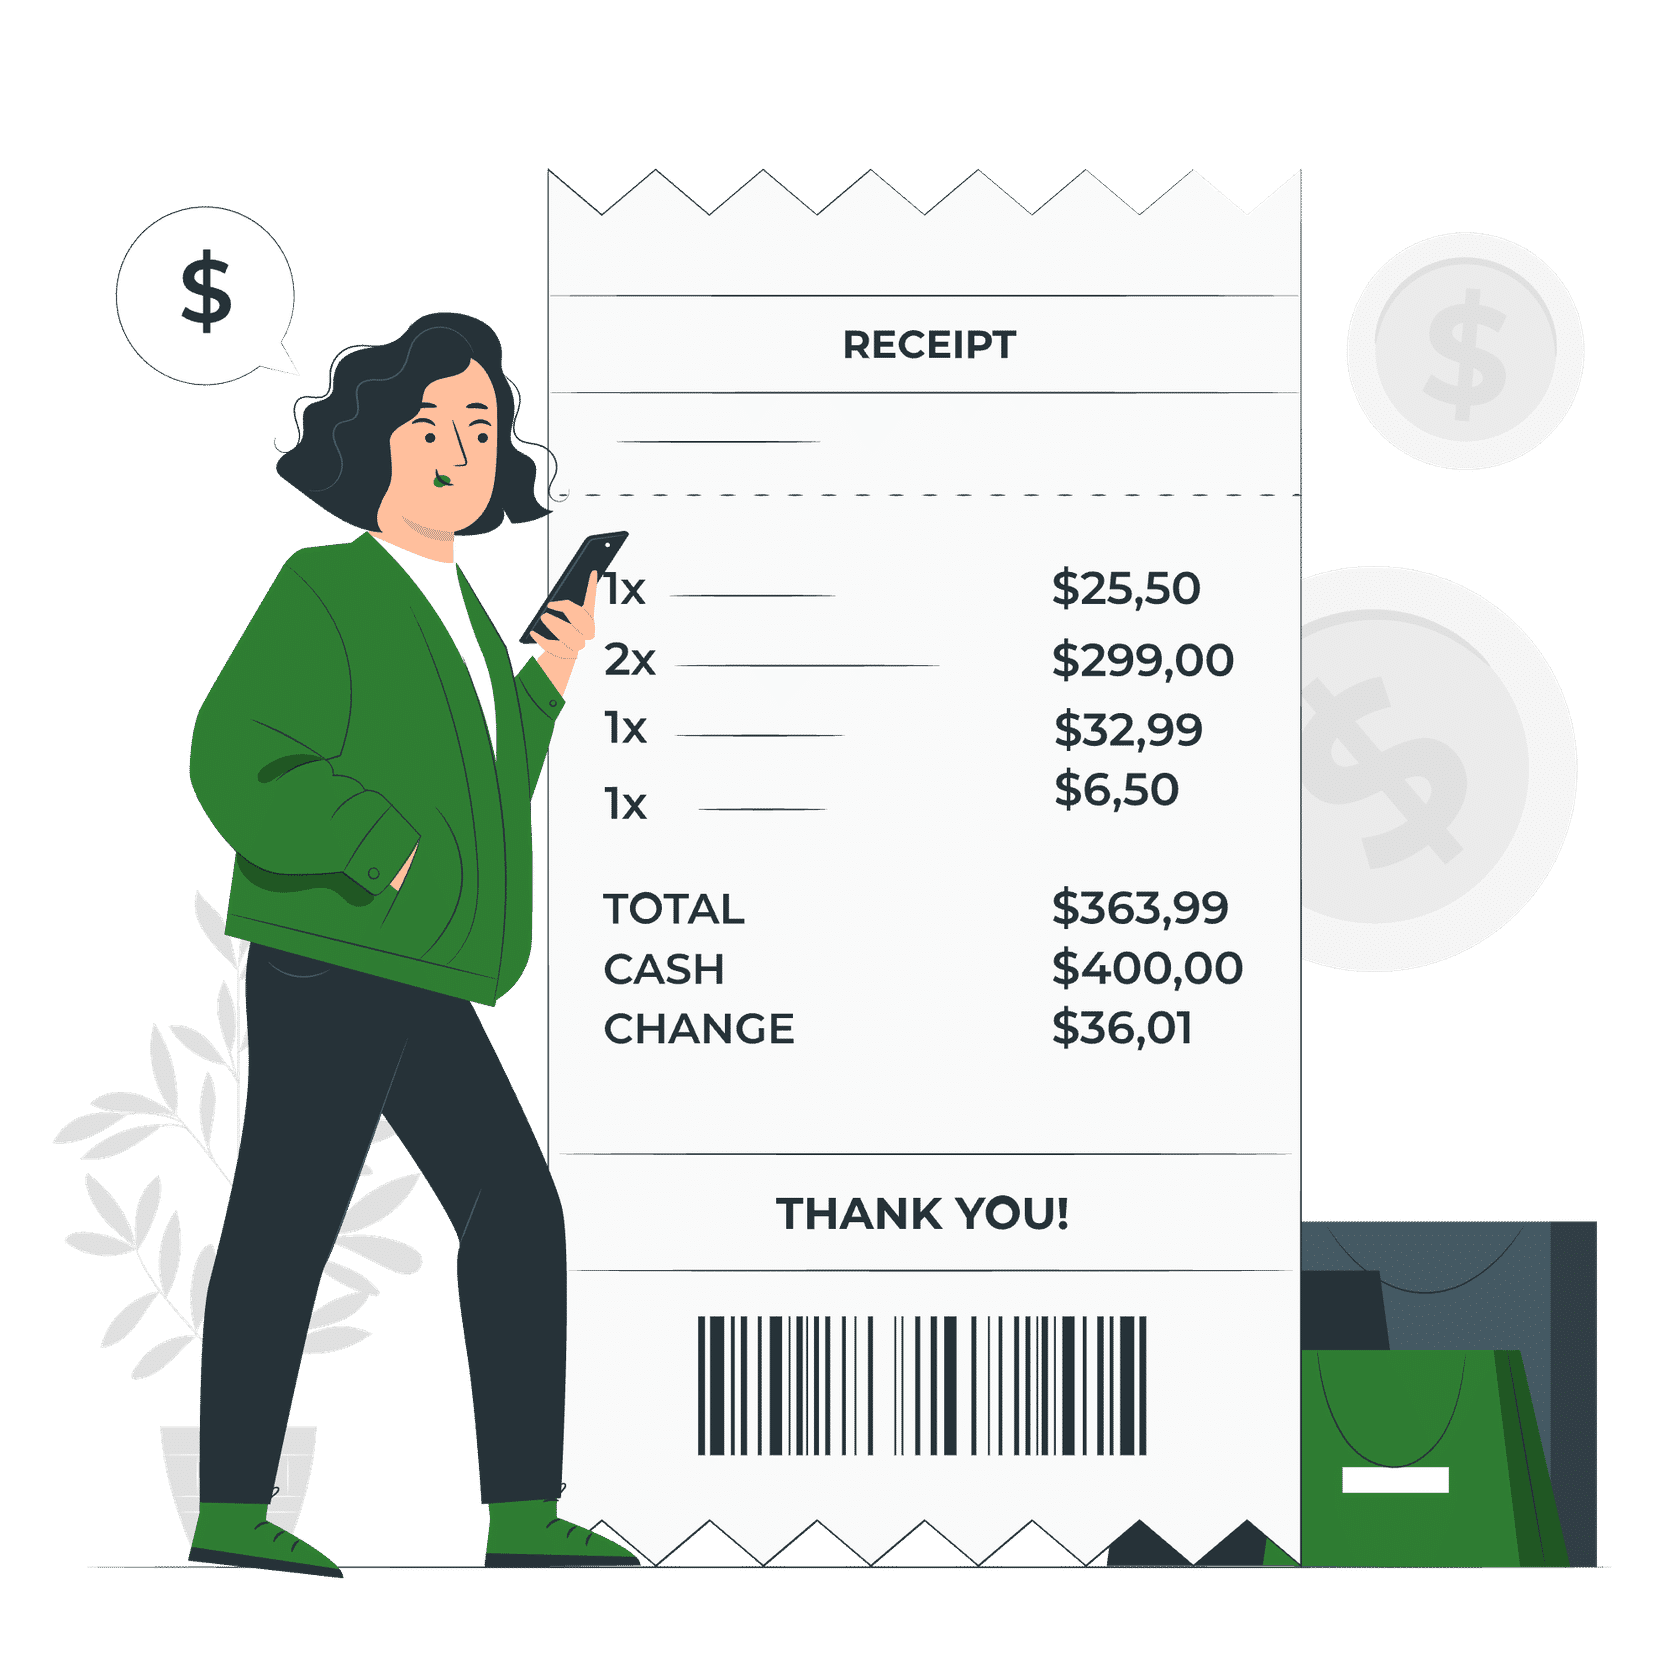 $
RECEIPT
1x $25,50
2x $299,00
1x $32,99
1x $6,50
TOTAL $363,99
CASH $400,00
CHANGE $36,01
THANK YOU!
$
$